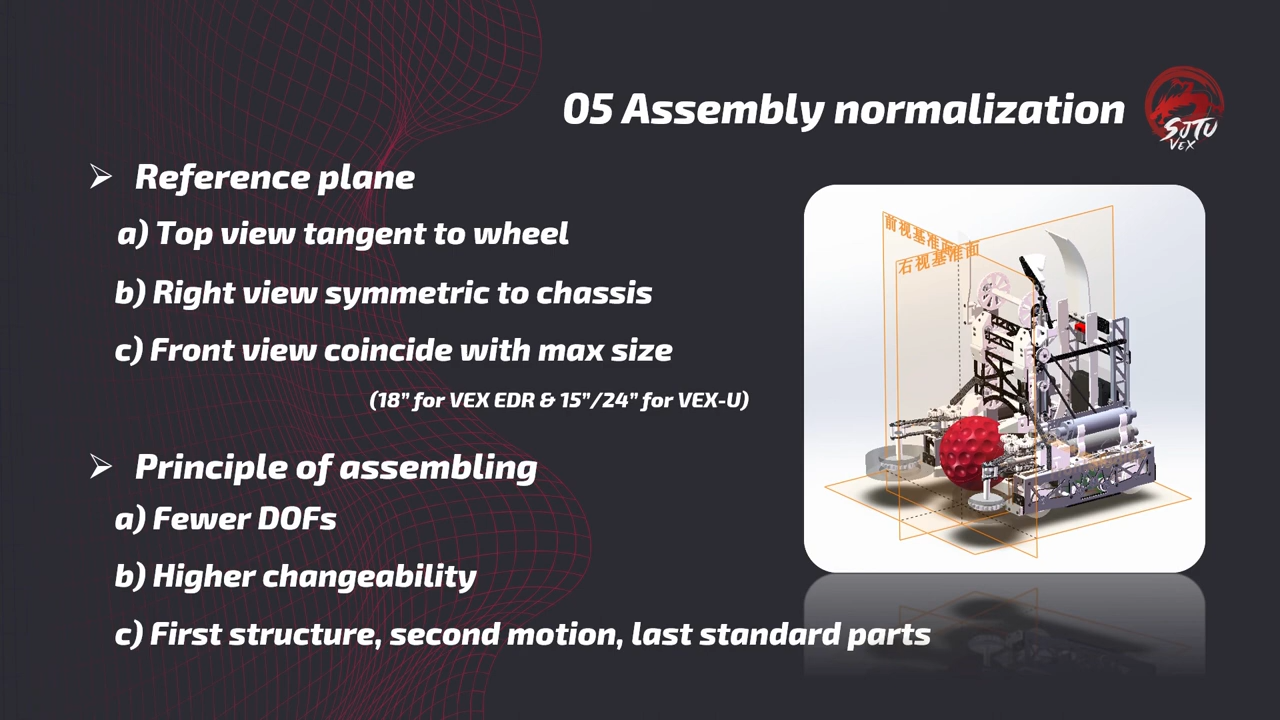 05 Assembly normalization
SJTU
VEX
➢ Reference plane
a) Top view tangent to wheel
b) Right view symmetric to chassis
c) Front view coincide with max size
(18” for VEX EDR & 15”/24” for VEX-U)
➢ Principle of assembling
a) Fewer DOFs
b) Higher changeability
c) First structure, second motion, last standard parts
前视基准面
右视基准面